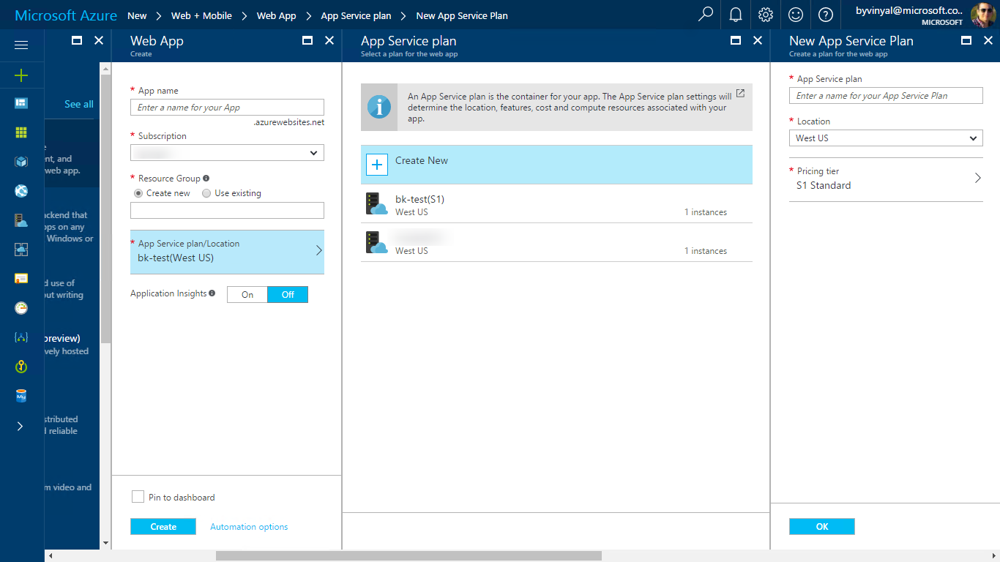 Microsoft Azure New > Web + Mobile > Web App > App Service plan > New App Service Plan
byvinyal@microsoft.co..
MICROSOFT
See all
e
ent, and
web app.
ackend that
ops on any
Windows or
d use of
out writing
preview)
vely hosted
stributed
d reliable
m video and
Web App
Create
* App name
Enter a name for your App
.azurewebsites.net
* Subscription
* Resource Group
Create new Use existing
* App Service plan/Location
bk-test(West US)
Application Insights On Off
Pin to dashboard
Create Automation options
App Service plan
Select a plan for the web app
An App Service plan is the container for your app. The App Service plan settings will
determine the location, features, cost and compute resources associated with your
app.
Create New
bk-test(S1)
West US 1 instances
West US 1 instances
New App Service Plan
Create a plan for the web app
* App Service plan
Enter a name for your App Service Plan
* Location
West US
* Pricing tier
S1 Standard
OK